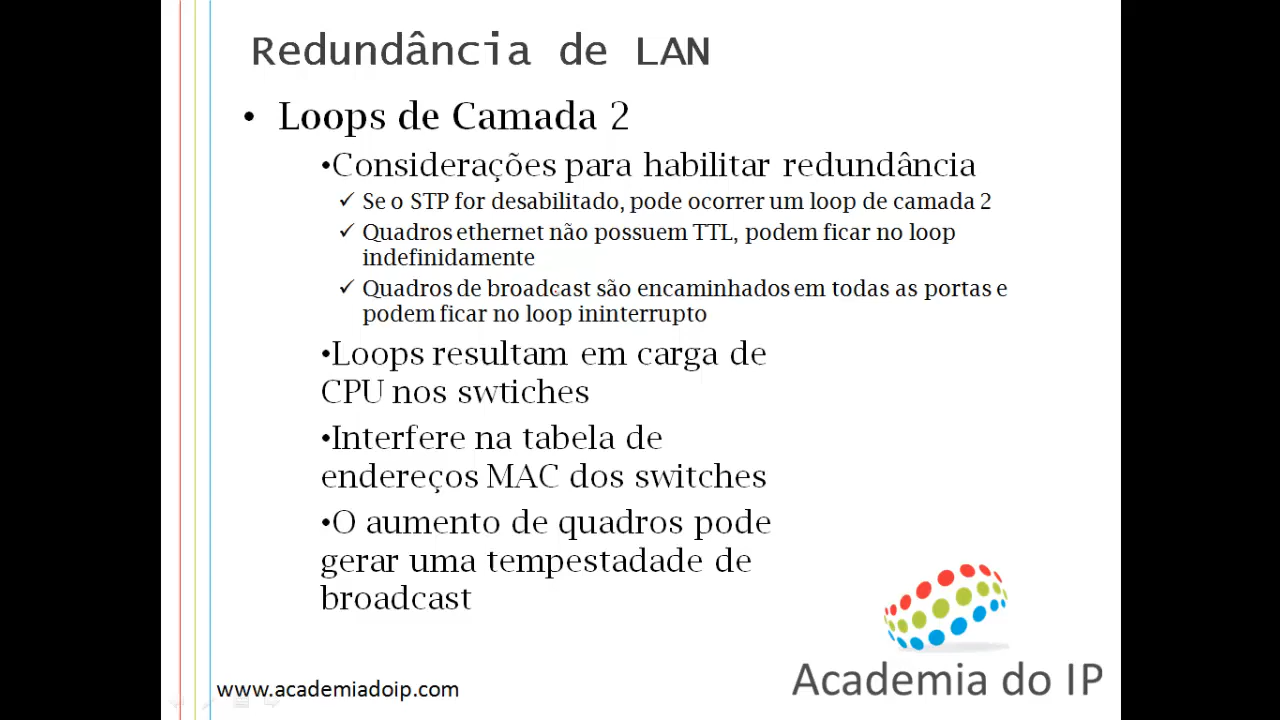 Redundância de LAN
• Loops de Camada 2
•Considerações para habilitar redundância
✓ Se o STP for desabilitado, pode ocorrer um loop de camada 2
✓ Quadros ethernet não possuem TTL, podem ficar no loop
indefinidamente
✓ Quadros de broadcast são encaminhados em todas as portas e
podem ficar no loop ininterrupto
•Loops resultam em carga de
CPU nos swtiches
•Interfere na tabela de
endereços MAC dos switches
•O aumento de quadros pode
gerar uma tempestadade de
broadcast
www.academiadoip.com
Academia do IP